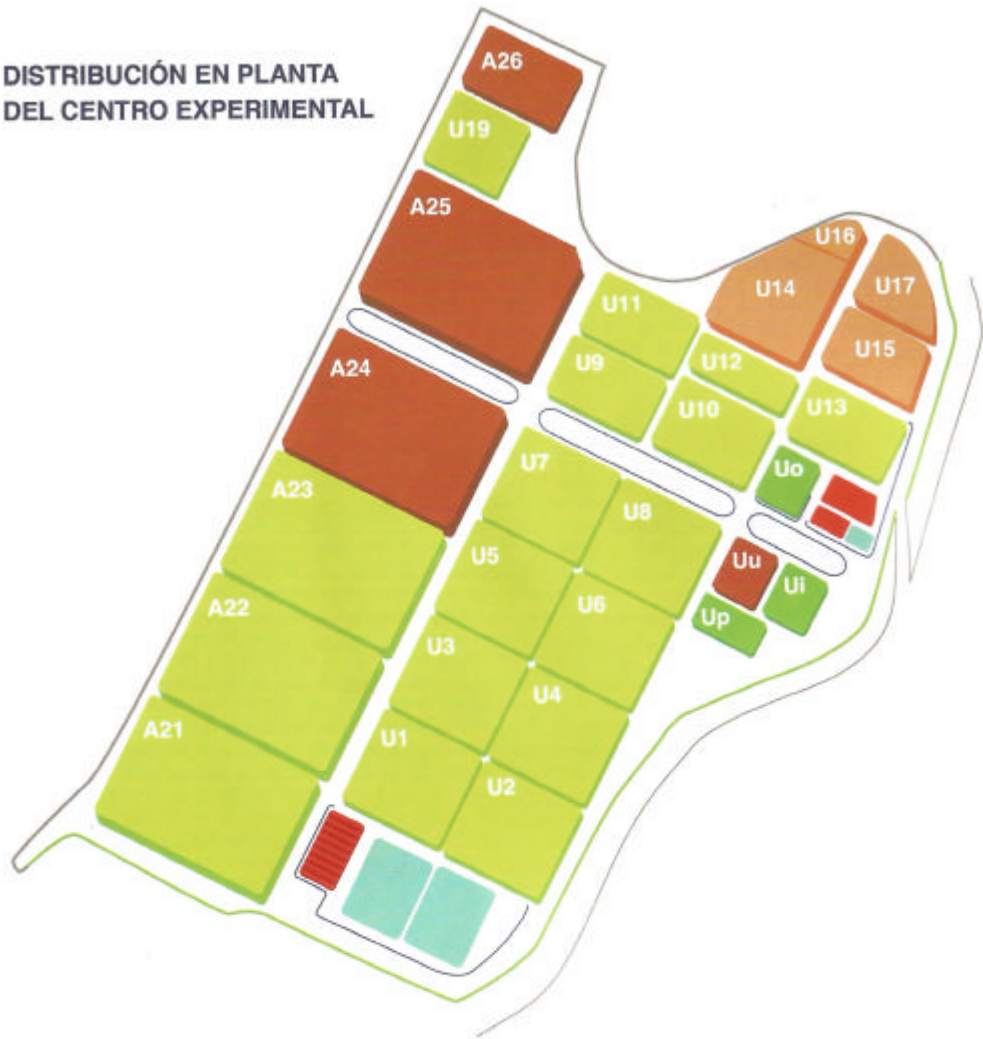 DISTRIBUCIÓN EN PLANTA
DEL CENTRO EXPERIMENTAL
A26
U19
A25
U16
U14
U17
U11
U15
U12
U9
A24
U10
U13
U7
Uo
A23
U8
U5
Uu
Ui
A22
U6
Up
U3
U4
A21
U1
U2